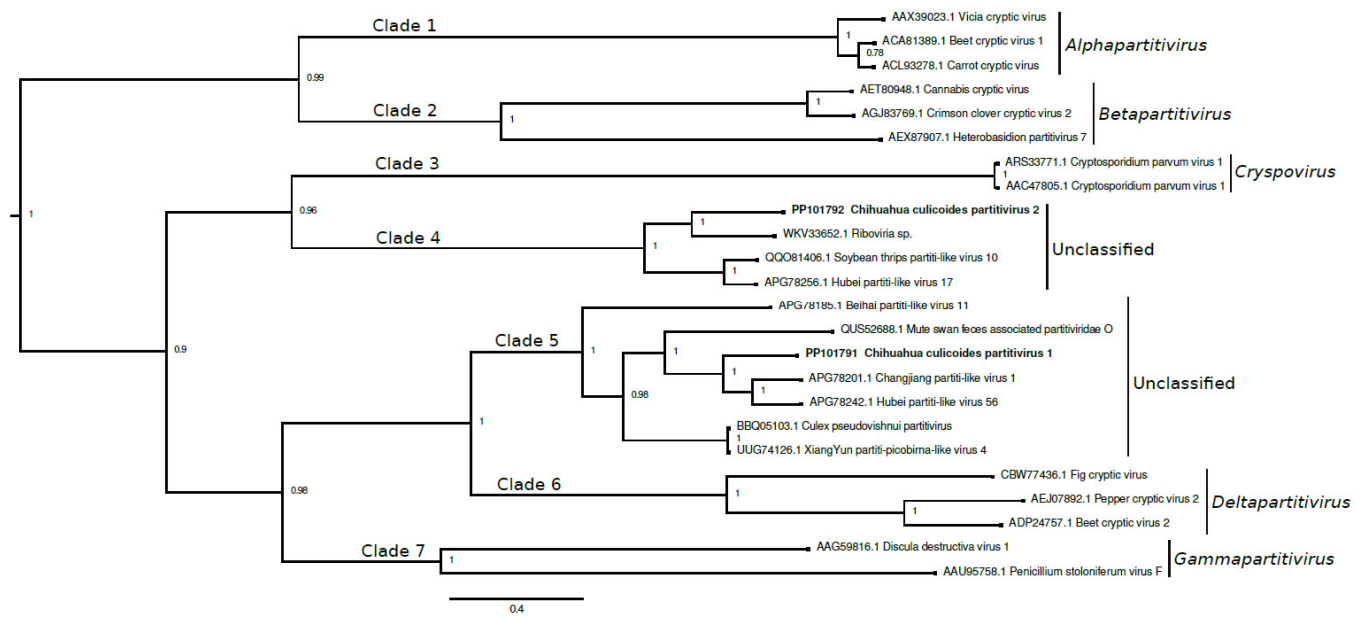 Clade 1
AAX39023.1 Vicia cryptic virus
1
ACA81389.1 Beet cryptic virus 1
0.78
ACL93278.1 Carrot cryptic virus
Alphapartitivirus
0.99
Clade 2
AET80948.1 Cannabis cryptic virus
1
AGJ83769.1 Crimson clover cryptic virus 2
1
AEX87907.1 Heterobasidion partitivirus 7
Betapartitivirus
Clade 3
ARS33771.1 Cryptosporidium parvum virus 1
1
AAC47805.1 Cryptosporidium parvum virus 1
Cryspovirus
1
0.96
Clade 4
PP101792 Chihuahua culicoides partitivirus 2
1
WKV33652.1 Riboviria sp.
1
QQO81406.1 Soybean thrips partiti-like virus 10
1
APG78256.1 Hubei partiti-like virus 17
Unclassified
0.9
Clade 5
APG78185.1 Beihai partiti-like virus 11
QUS52688.1 Mute swan feces associated partitiviridae O
1
1
PP101791 Chihuahua culicoides partitivirus 1
1
APG78201.1 Changjiang partiti-like virus 1
1
APG78242.1 Hubei partiti-like virus 56
0.98
BBQ05103.1 Culex pseudovishnui partitivirus
1
UUG74126.1 XiangYun partiti-picobirna-like virus 4
Unclassified
1
0.98
Clade 6
CBW77436.1 Fig cryptic virus
1
AEJ07892.1 Pepper cryptic virus 2
1
ADP24757.1 Beet cryptic virus 2
Deltapartitivirus
Clade 7
AAG59816.1 Discula destructiva virus 1
1
AAU95758.1 Penicillium stoloniferum virus F
Gammapartitivirus
0.4